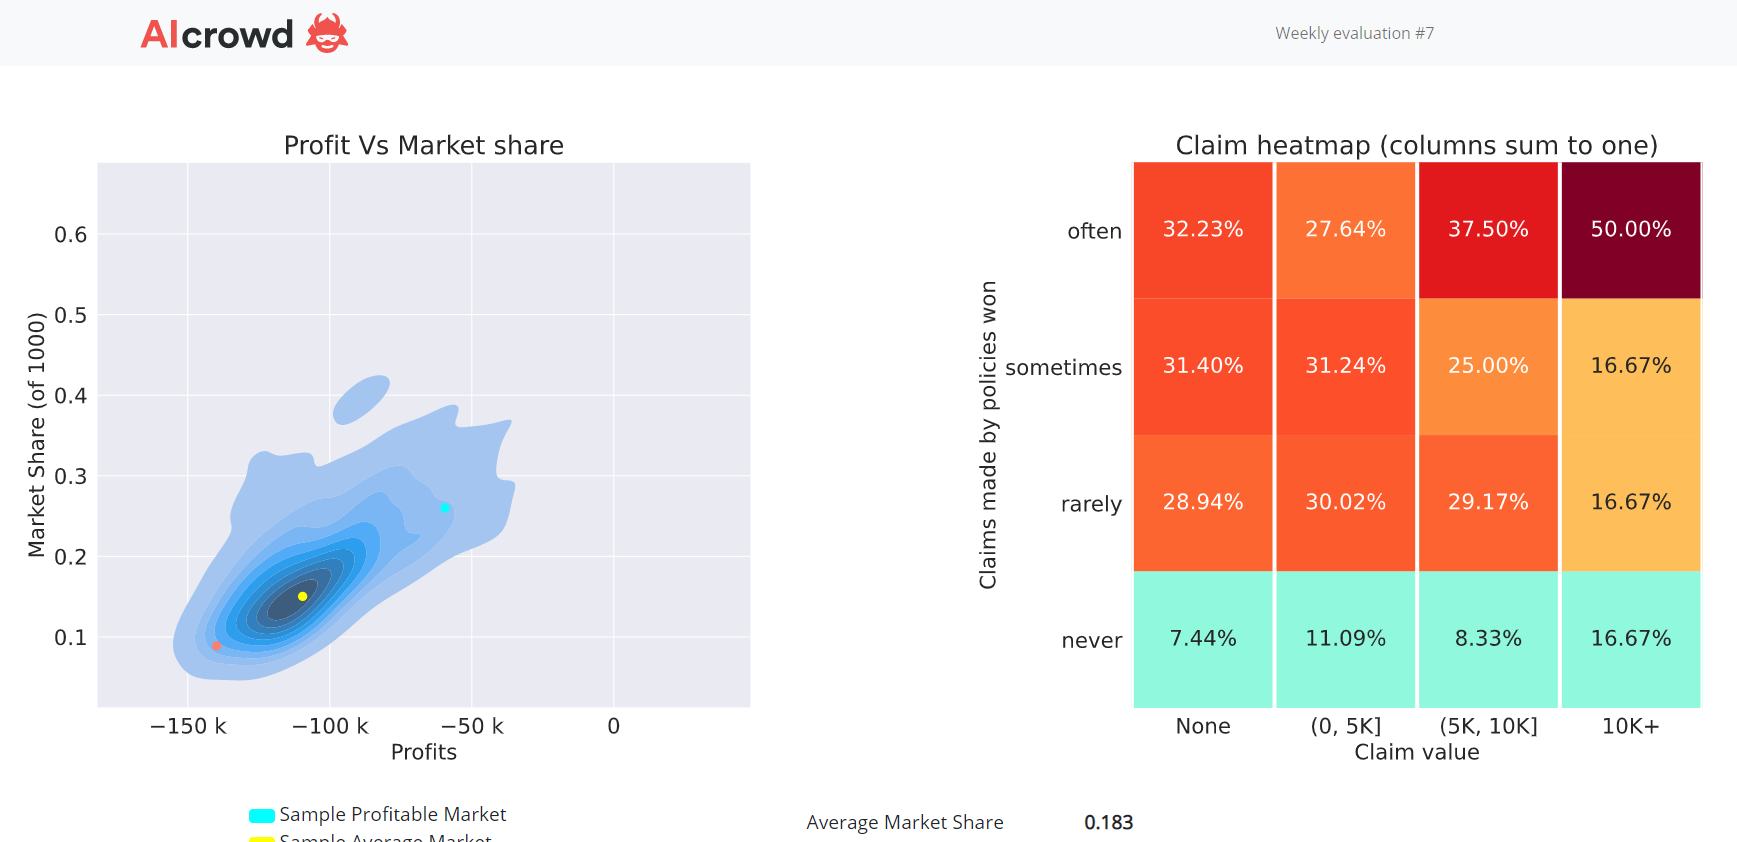 AIcrowd
Weekly evaluation #7
Profit Vs Market share
Market Share (of 1000)
0.6
0.5
0.4
0.3
0.2
0.1
−150 k −100 k −50 k 0
Profits
Sample Profitable Market
Sample Average Market
Claim heatmap (columns sum to one)
Claims made by policies won
often 32.23% 27.64% 37.50% 50.00%
sometimes 31.40% 31.24% 25.00% 16.67%
rarely 28.94% 30.02% 29.17% 16.67%
never 7.44% 11.09% 8.33% 16.67%
None (0, 5K] (5K, 10K] 10K+
Claim value
Average Market Share 0.183